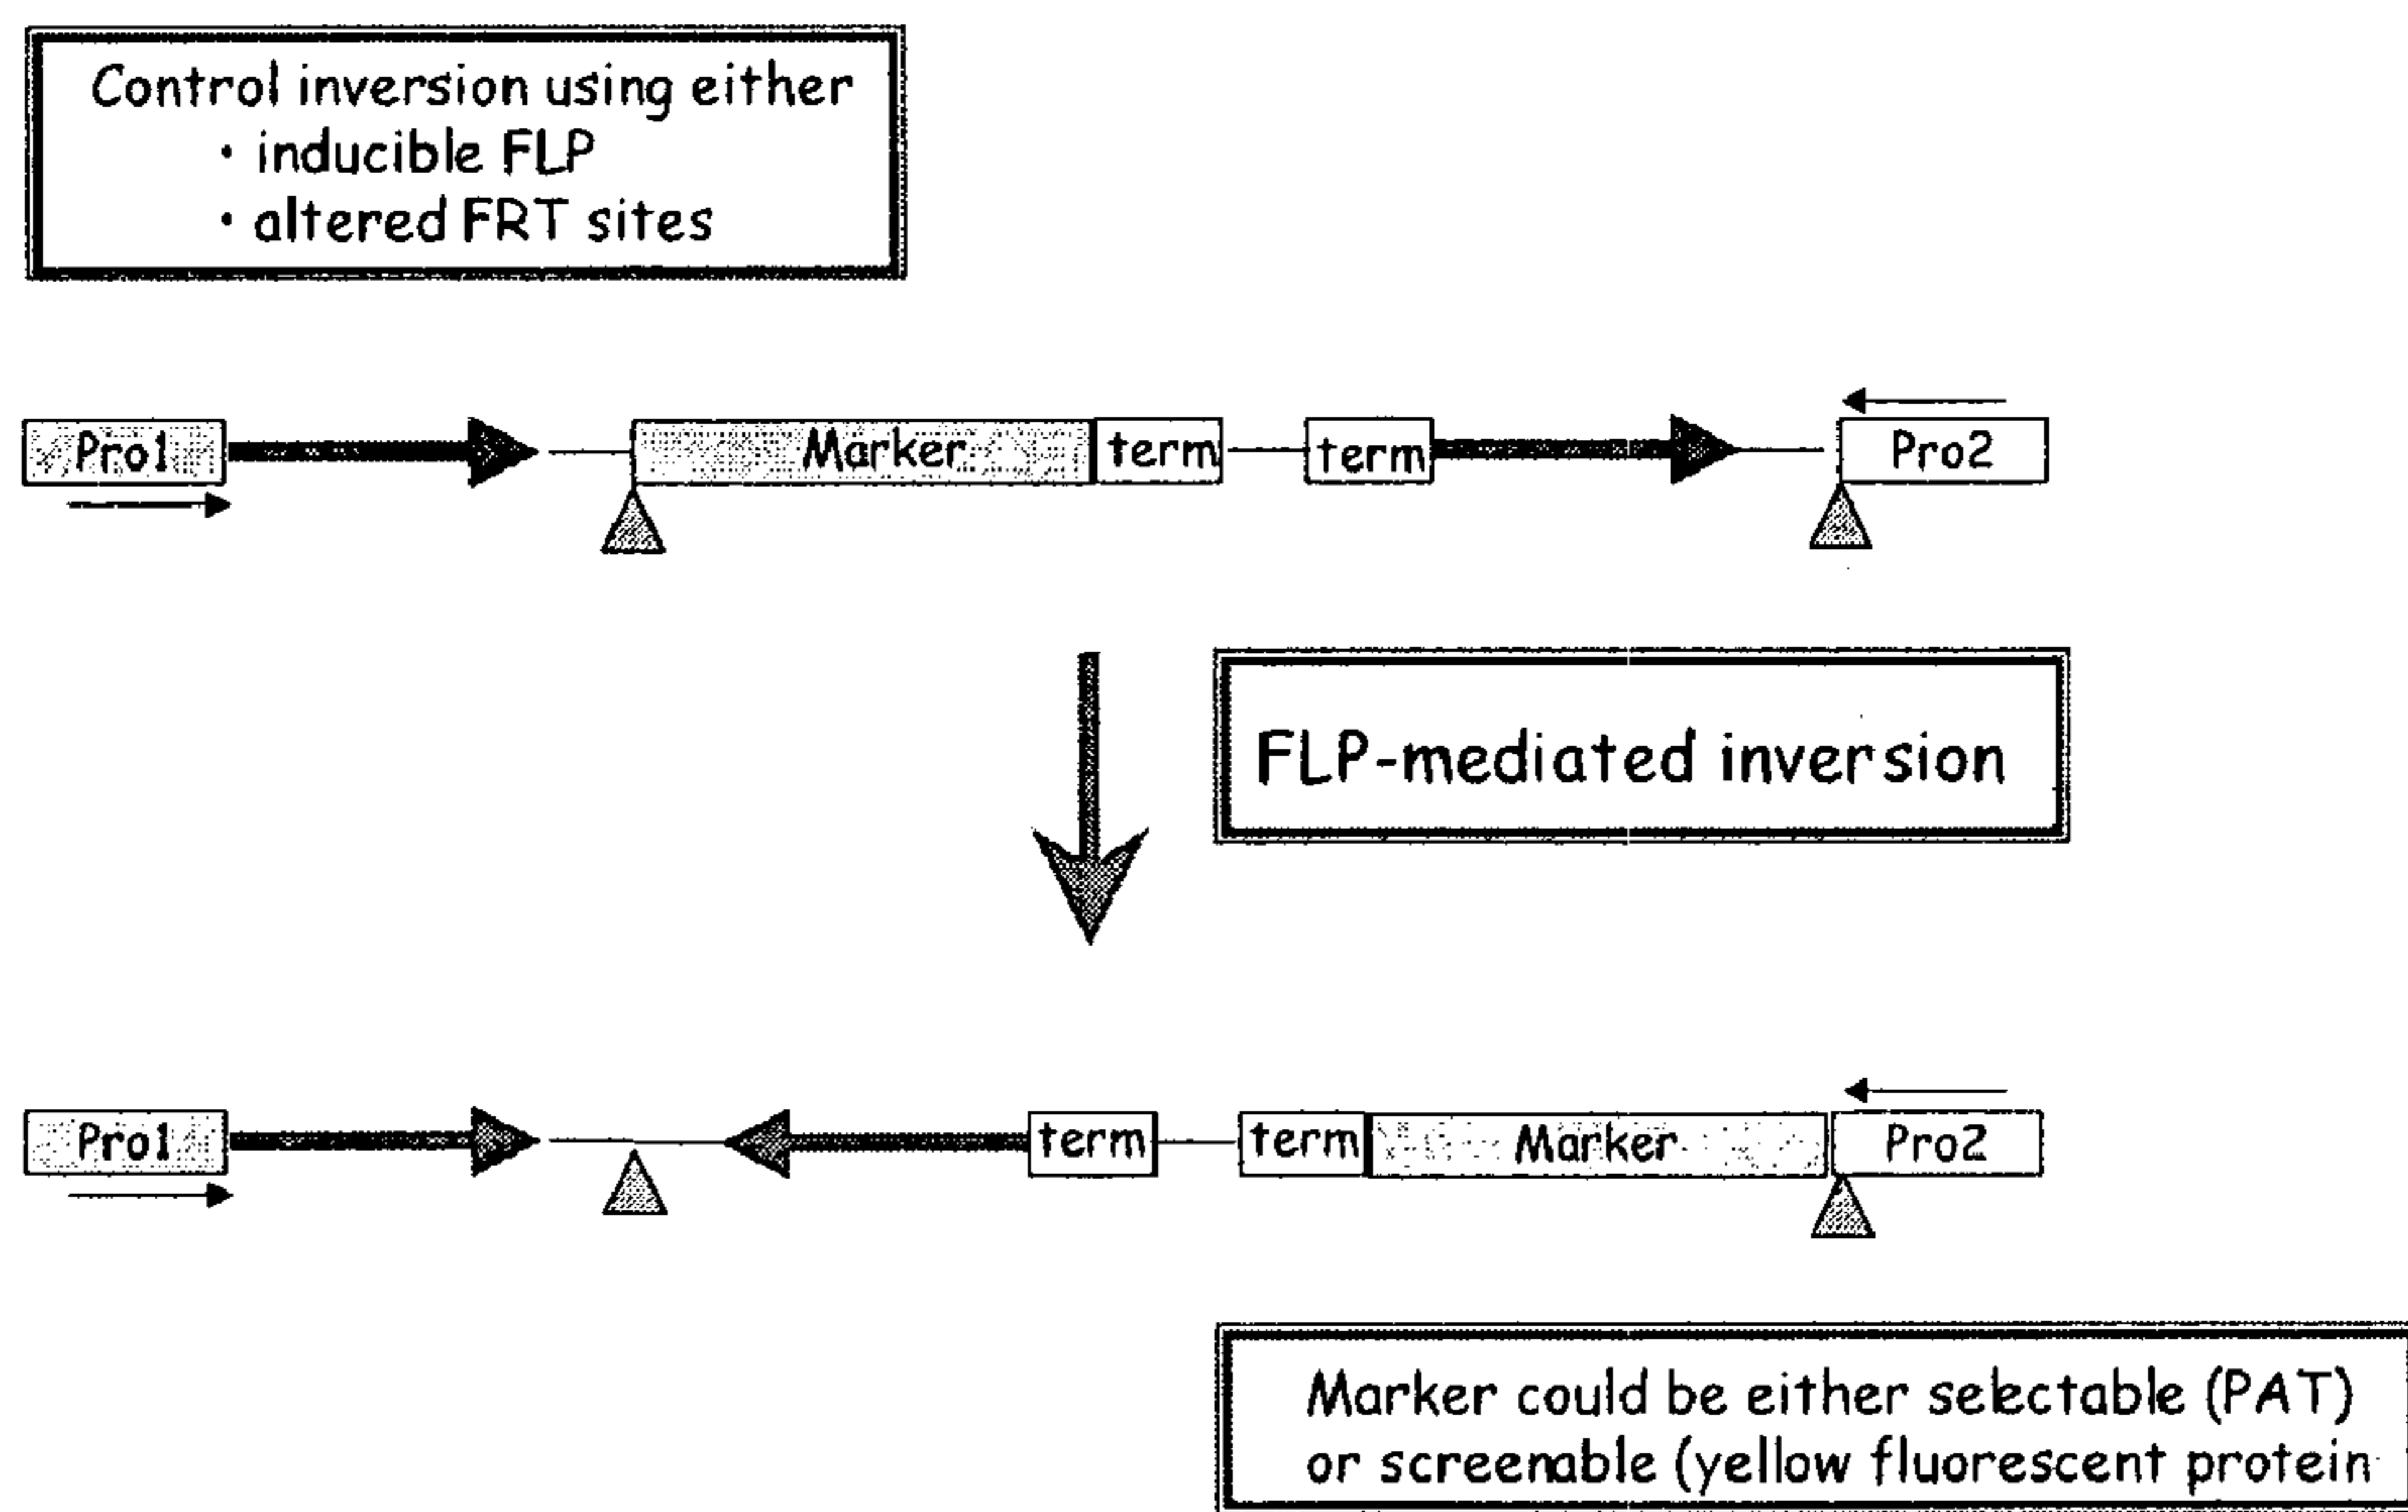 Control inversion using either
• inducible FLP
• altered FRT sites
Pro1 Marker term term Pro2
FLP-mediated inversion
Pro1 term term Marker Pro2
Marker could be either selectable (PAT)
or screenable (yellow fluorescent protein